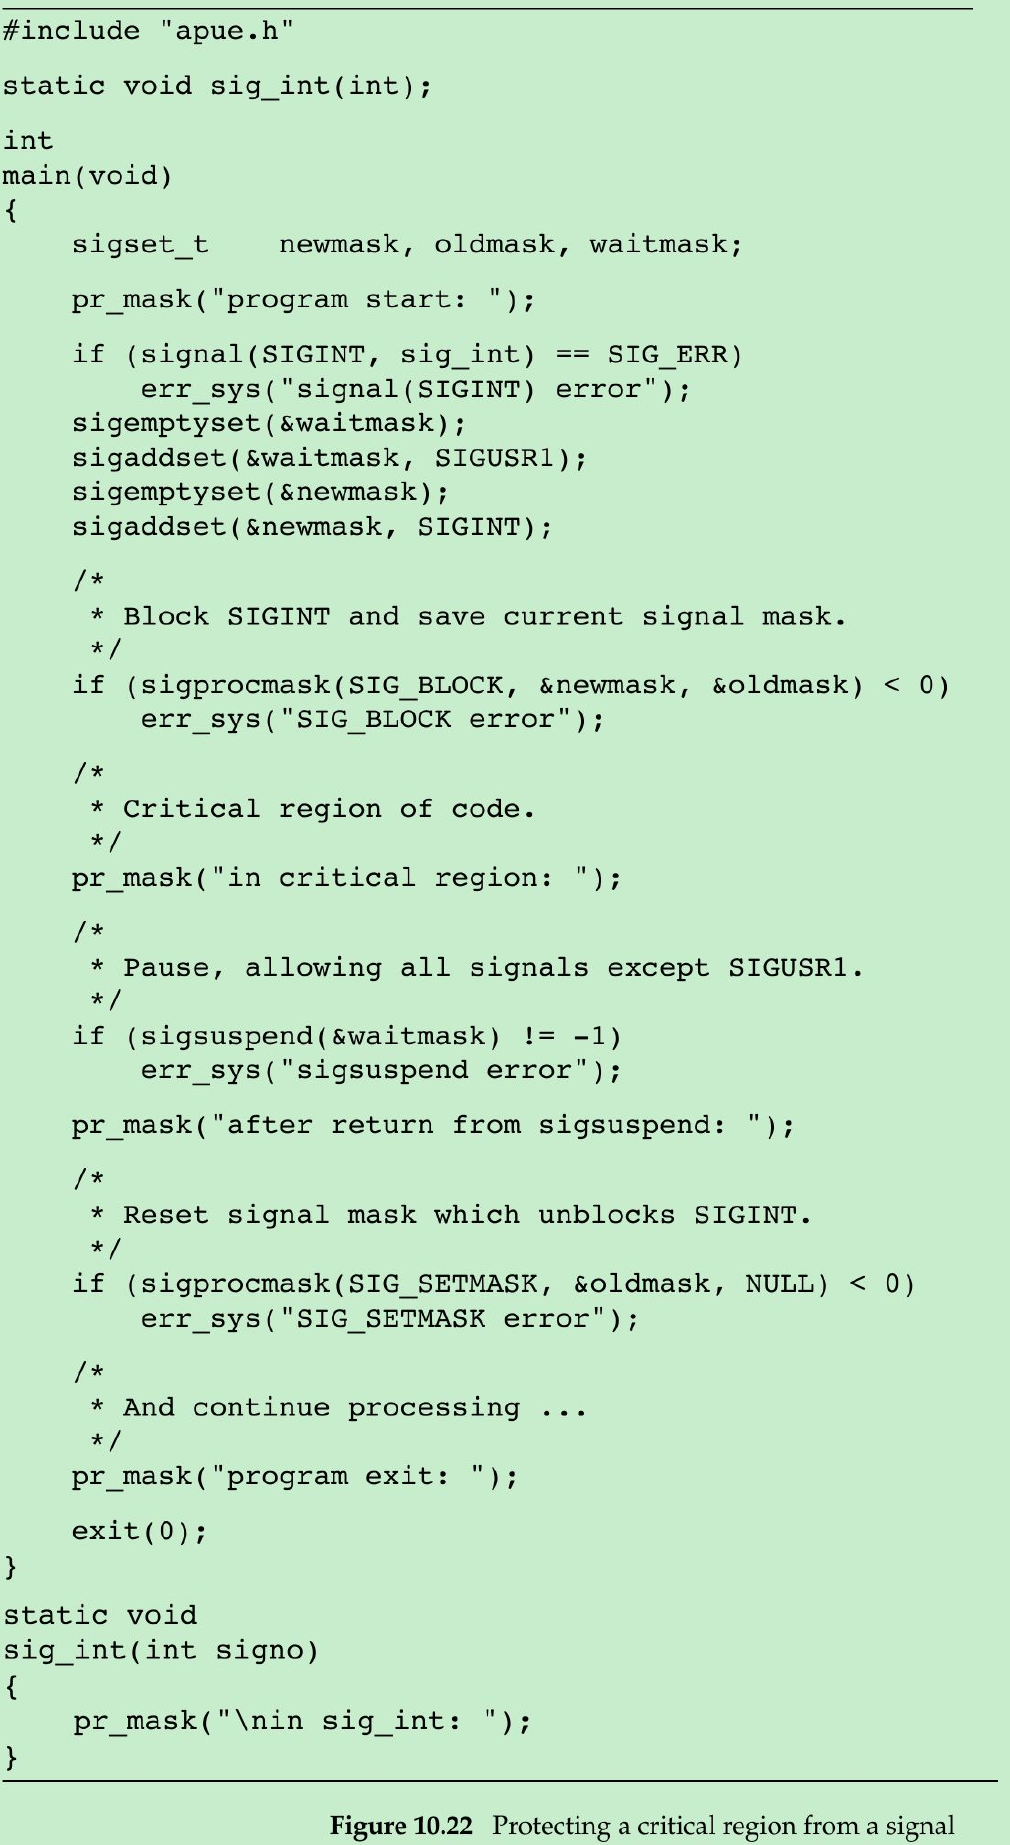 #include "apue.h"
static void sig_int(int);
int
main(void)
{
    sigset_t    newmask, oldmask, waitmask;
    pr_mask("program start: ");
    if (signal(SIGINT, sig_int) == SIG_ERR)
        err_sys("signal(SIGINT) error");
    sigemptyset(&waitmask);
    sigaddset(&waitmask, SIGUSR1);
    sigemptyset(&newmask);
    sigaddset(&newmask, SIGINT);
    /*
     * Block SIGINT and save current signal mask.
     */
    if (sigprocmask(SIG_BLOCK, &newmask, &oldmask) < 0)
        err_sys("SIG_BLOCK error");
    /*
     * Critical region of code.
     */
    pr_mask("in critical region: ");
    /*
     * Pause, allowing all signals except SIGUSR1.
     */
    if (sigsuspend(&waitmask) != -1)
        err_sys("sigsuspend error");
    pr_mask("after return from sigsuspend: ");
    /*
     * Reset signal mask which unblocks SIGINT.
     */
    if (sigprocmask(SIG_SETMASK, &oldmask, NULL) < 0)
        err_sys("SIG_SETMASK error");
    /*
     * And continue processing ...
     */
    pr_mask("program exit: ");
    exit(0);
}
static void
sig_int(int signo)
{
    pr_mask("\nin sig_int: ");
}
Figure 10.22 Protecting a critical region from a signal